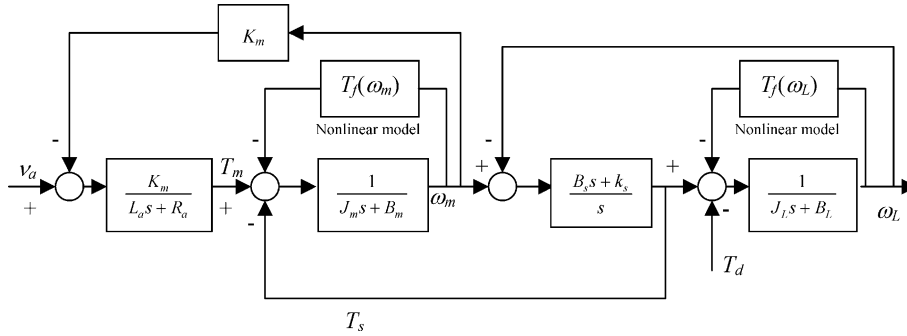 K_m
T_f(ω_m)
Nonlinear model
T_f(ω_L)
Nonlinear model
-
-
-
-
ν_a
+
K_m
L_a s + R_a
T_m
+
-
1
J_m s + B_m
ω_m
+
B_s s + k_s
s
+
-
1
J_L s + B_L
ω_L
T_d
T_s